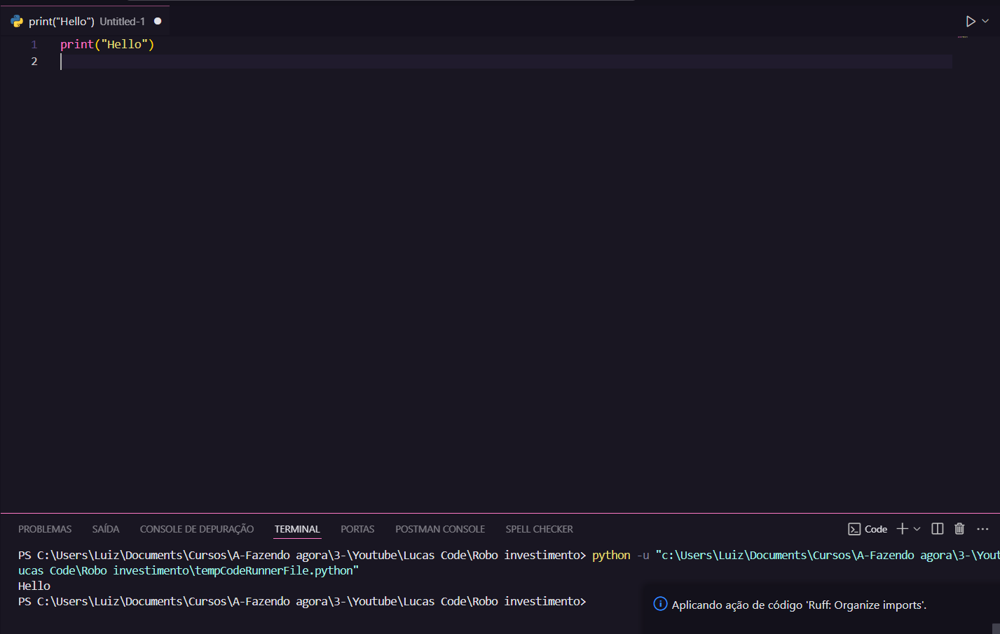 print("Hello") Untitled-1
1 print("Hello")
2
PROBLEMAS SAÍDA CONSOLE DE DEPURAÇÃO TERMINAL PORTAS POSTMAN CONSOLE SPELL CHECKER Code
PS C:\Users\Luiz\Documents\Cursos\A-Fazendo agora\3-\Youtube\Lucas Code\Robo investimento> python -u "c:\Users\Luiz\Documents\Cursos\A-Fazendo agora\3-\Yout
ucas Code\Robo investimento\tempCodeRunnerFile.python"
Hello
PS C:\Users\Luiz\Documents\Cursos\A-Fazendo agora\3-\Youtube\Lucas Code\Robo investimento>
Aplicando ação de código 'Ruff: Organize imports'.